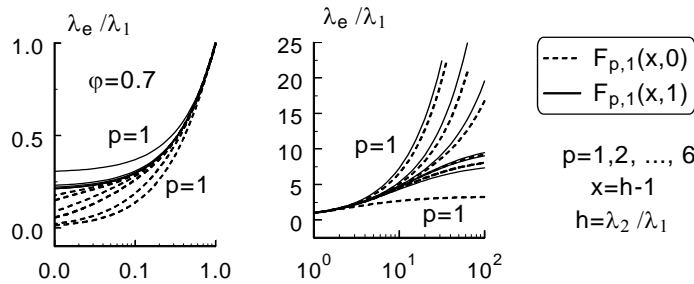 λe /λ1
1.0
0.5
0.0
φ=0.7
p=1
p=1
0.0 0.1 1.0
λe /λ1
25
20
15
10
5
0
p=1
p=1
10^0 10^1 10^2
Fp,1(x,0)
Fp,1(x,1)
p=1,2, ..., 6
x=h-1
h=λ2 /λ1